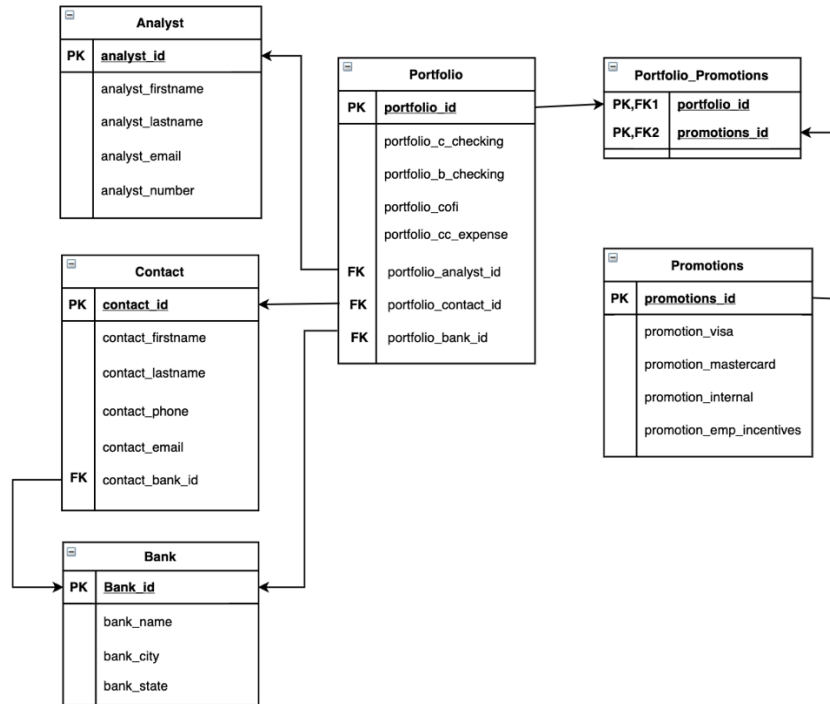 Analyst
PK analyst_id
analyst_firstname
analyst_lastname
analyst_email
analyst_number
Contact
PK contact_id
contact_firstname
contact_lastname
contact_phone
contact_email
FK contact_bank_id
Bank
PK Bank_id
bank_name
bank_city
bank_state
Portfolio
PK portfolio_id
portfolio_c_checking
portfolio_b_checking
portfolio_cofi
portfolio_cc_expense
FK portfolio_analyst_id
FK portfolio_contact_id
FK portfolio_bank_id
Portfolio_Promotions
PK,FK1 portfolio_id
PK,FK2 promotions_id
Promotions
PK promotions_id
promotion_visa
promotion_mastercard
promotion_internal
promotion_emp_incentives